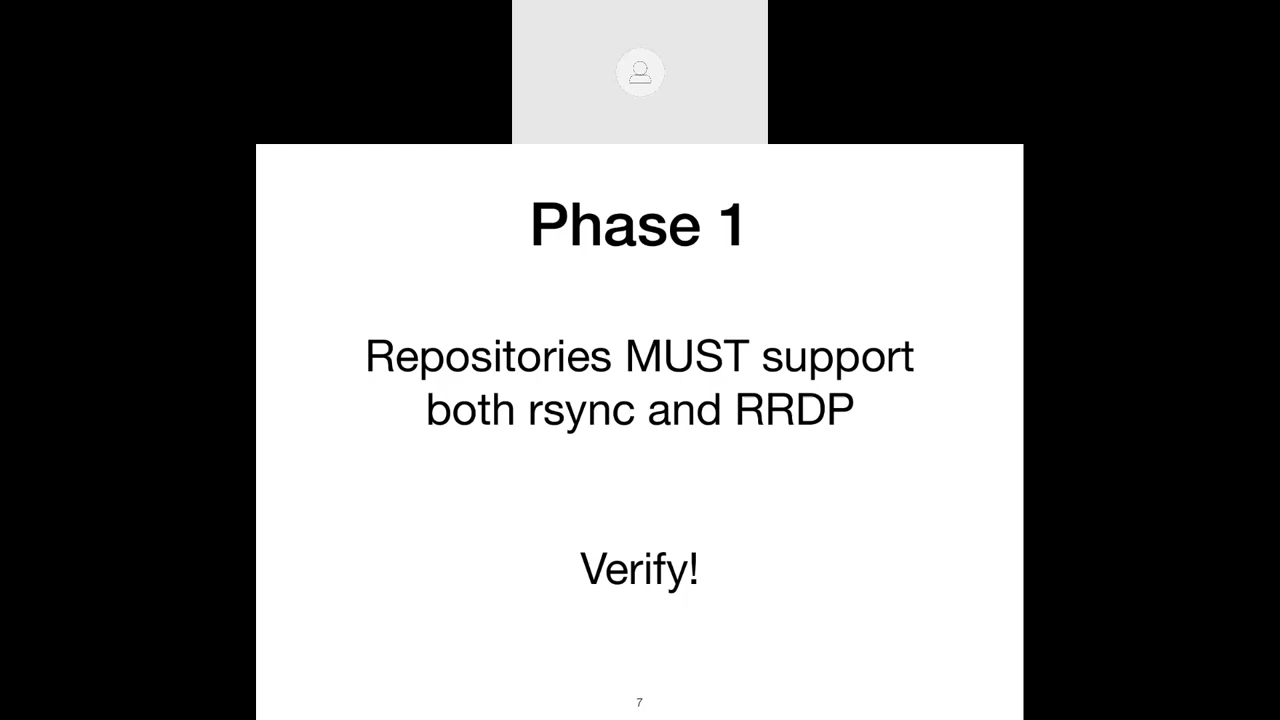 Phase 1
Repositories MUST support
both rsync and RRDP
Verify!
7